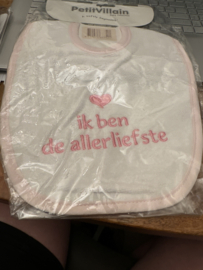 PetitVillain
ik ben
de allerliefste